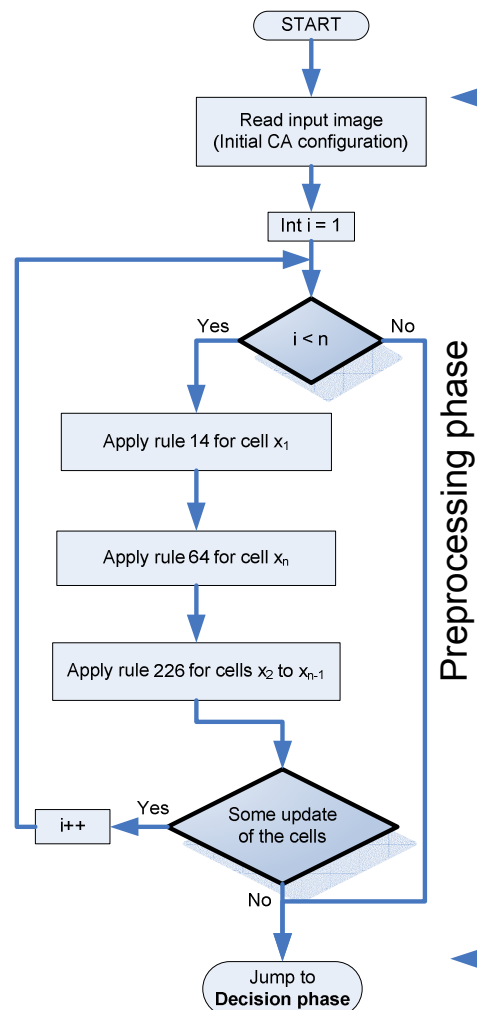 START
Read input image
(Initial CA configuration)
Int i = 1
Yes
No
i < n
Apply rule 14 for cell x₁
Apply rule 64 for cell xₙ
Apply rule 226 for cells x₂ to xₙ₋₁
Some update
of the cells
Yes
i++
No
Jump to
Decision phase
Preprocessing phase